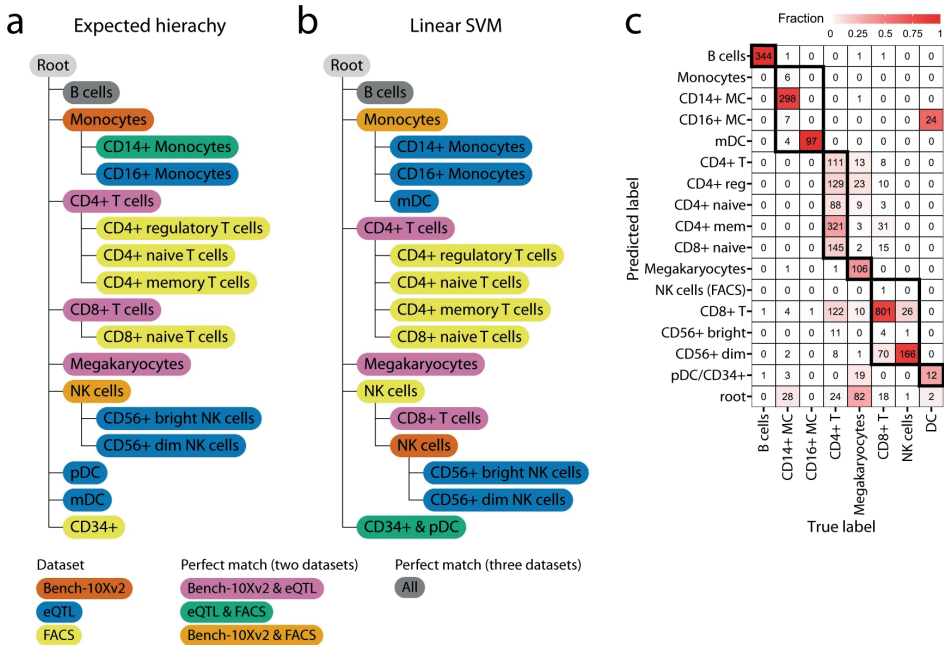 a
Expected hierachy
Root
B cells
Monocytes
CD14+ Monocytes
CD16+ Monocytes
CD4+ T cells
CD4+ regulatory T cells
CD4+ naive T cells
CD4+ memory T cells
CD8+ T cells
CD8+ naive T cells
Megakaryocytes
NK cells
CD56+ bright NK cells
CD56+ dim NK cells
pDC
mDC
CD34+
b
Linear SVM
Root
B cells
Monocytes
CD14+ Monocytes
CD16+ Monocytes
mDC
CD4+ T cells
CD4+ regulatory T cells
CD4+ naive T cells
CD4+ memory T cells
CD8+ naive T cells
Megakaryocytes
NK cells
CD8+ T cells
NK cells
CD56+ bright NK cells
CD56+ dim NK cells
CD34+ & pDC
Dataset
Bench-10Xv2
eQTL
FACS
Perfect match (two datasets)
Bench-10Xv2 & eQTL
eQTL & FACS
Bench-10Xv2 & FACS
Perfect match (three datasets)
All
c
Fraction
0 0.25 0.5 0.75 1
Predicted label
B cells 344 1 0 0 1 1 0 0
Monocytes 0 6 0 0 0 0 0 0
CD14+ MC 0 298 0 0 1 0 0 0
CD16+ MC 0 7 0 0 0 0 0 24
mDC 0 4 97 0 0 0 0 0
CD4+ T 0 0 0 111 13 8 0 0
CD4+ reg 0 0 0 129 23 10 0 0
CD4+ naive 0 0 0 88 9 3 0 0
CD4+ mem 0 0 0 321 3 31 0 0
CD8+ naive 0 0 0 145 2 15 0 0
Megakaryocytes 0 1 0 1 106 0 0 0
NK cells (FACS) 0 0 0 0 0 1 0 0
CD8+ T 1 4 1 122 10 801 26 0
CD56+ bright 0 0 0 11 0 4 1 0
CD56+ dim 0 2 0 8 1 70 166 0
pDC/CD34+ 1 3 0 0 19 0 0 12
root 0 28 0 24 82 18 1 2
B cells
CD14+ MC
CD16+ MC
CD4+ T
Megakaryocytes
CD8+ T
NK cells
DC
True label